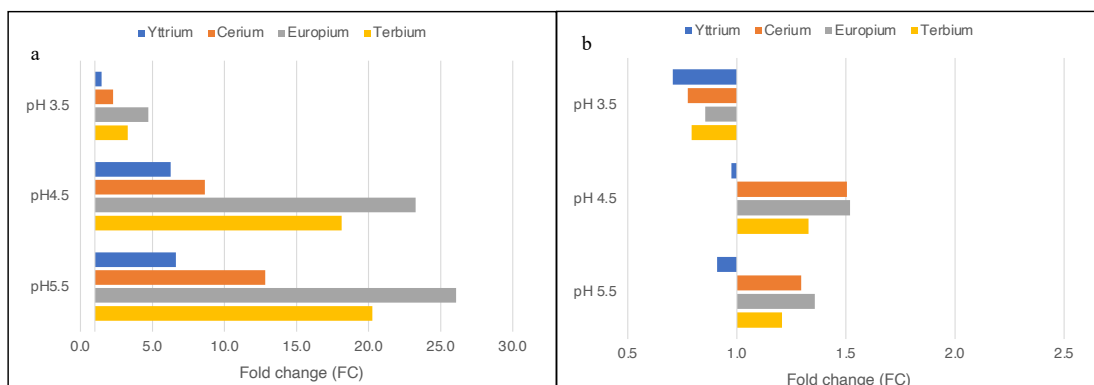 a
Yttrium Cerium Europium Terbium
pH 3.5
pH4.5
pH5.5
0.0 5.0 10.0 15.0 20.0 25.0 30.0
Fold change (FC)
b
Yttrium Cerium Europium Terbium
pH 3.5
pH 4.5
pH 5.5
0.5 1.0 1.5 2.0 2.5
Fold change (FC)